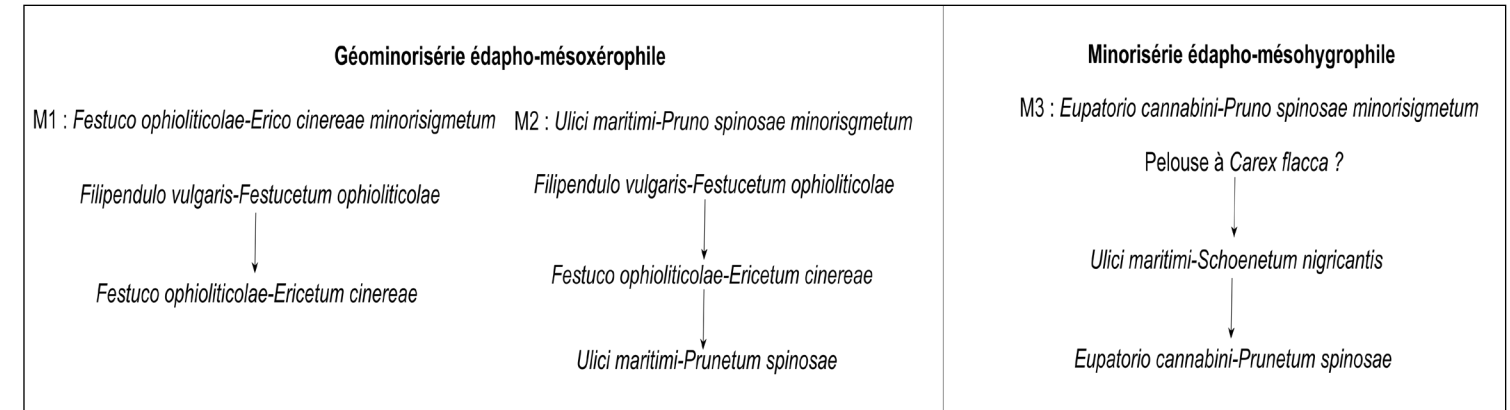 Géominorisérie édapho-mésoxérophile
M1 : Festuco ophioliticolae-Erico cinereae minorisigmetum
Filipendulo vulgaris-Festucetum ophioliticolae
Festuco ophioliticolae-Ericetum cinereae
M2 : Ulici maritimi-Pruno spinosae minorisgmetum
Filipendulo vulgaris-Festucetum ophioliticolae
Festuco ophioliticolae-Ericetum cinereae
Ulici maritimi-Prunetum spinosae
Minorisérie édapho-mésohygrophile
M3 : Eupatorio cannabini-Pruno spinosae minorisigmetum
Pelouse à Carex flacca ?
Ulici maritimi-Schoenetum nigricantis
Eupatorio cannabini-Prunetum spinosae